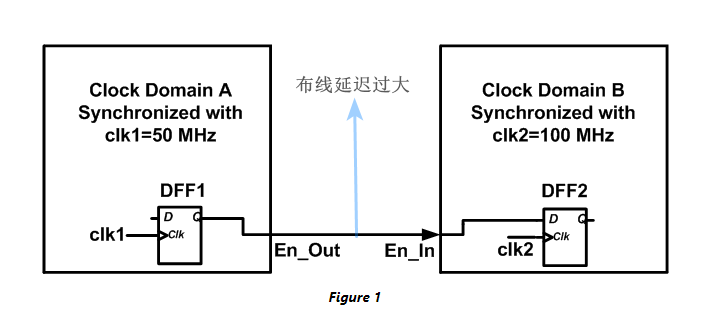 Clock Domain A
Synchronized with
clk1=50 MHz
布线延迟过大
Clock Domain B
Synchronized with
clk2=100 MHz
DFF1
D Q
clk1
Clk
En_Out
En_In
DFF2
D Q
clk2
Clk
Figure 1